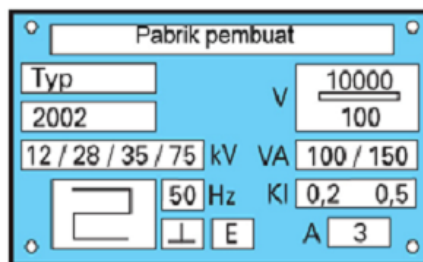 Pabrik pembuat
Typ
2002
V 10000
100
12 / 28 / 35 / 75 kV VA 100 / 150
50 Hz KI 0,2 0,5
⊥ E A 3